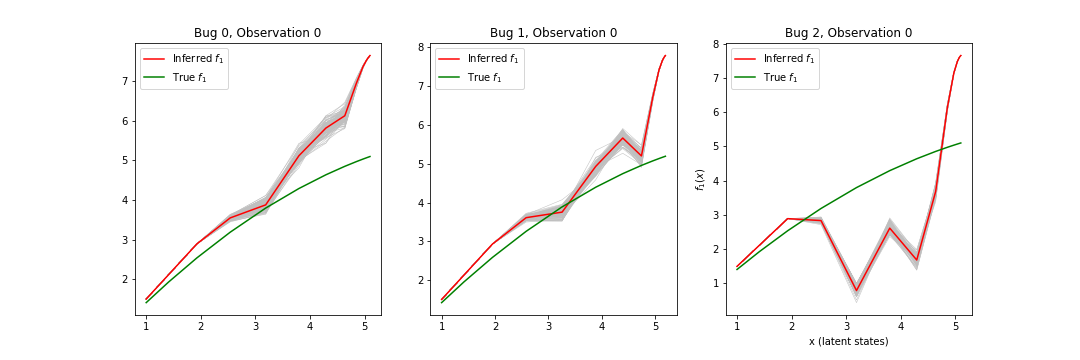 Bug 0, Observation 0
Inferred f₁
True f₁
7
6
5
4
3
2
1 2 3 4 5
Bug 1, Observation 0
Inferred f₁
True f₁
8
7
6
5
4
3
2
1 2 3 4 5
Bug 2, Observation 0
Inferred f₁
True f₁
f₁(x)
8
7
6
5
4
3
2
1
1 2 3 4 5
x (latent states)